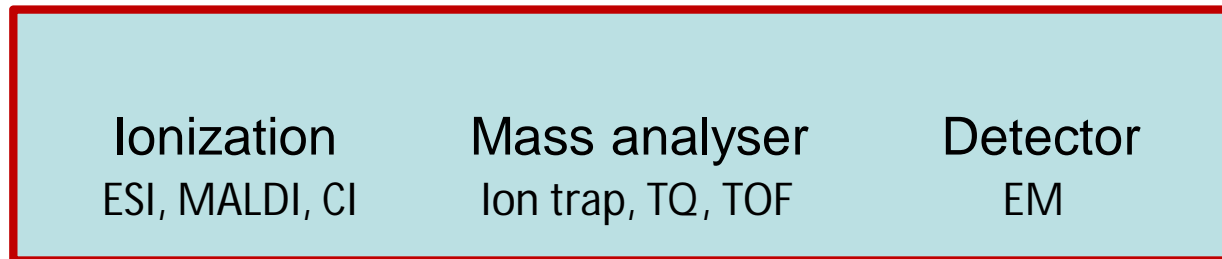 Ionization Mass analyser Detector
ESI, MALDI, CI Ion trap, TQ, TOF EM